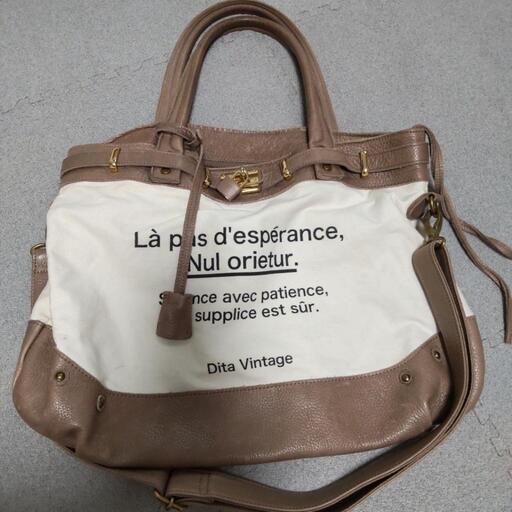 Là pas d'espérance,
Nul orietur.
avec patience,
supplice est sûr.
Dita Vintage